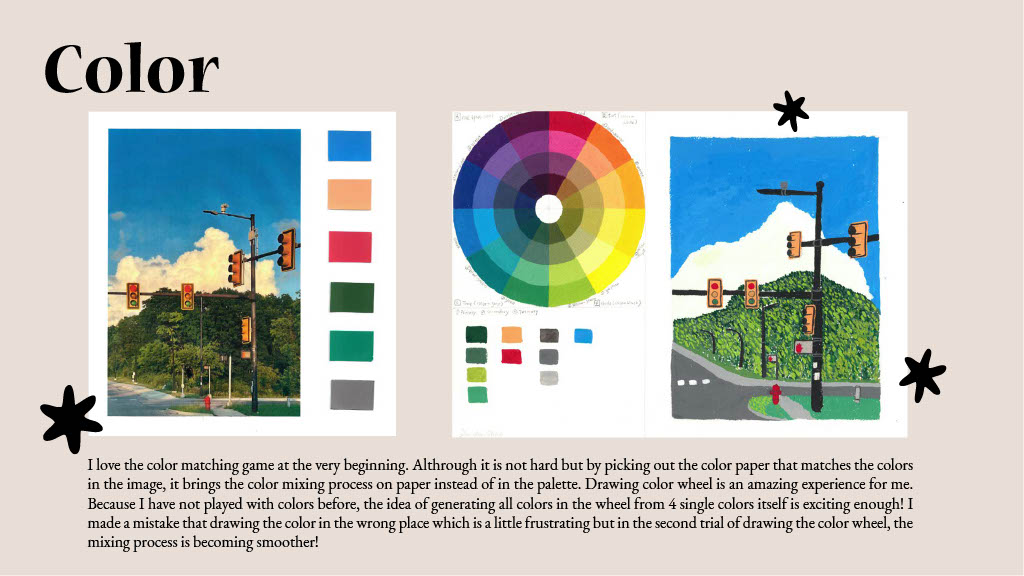 Color
I love the color matching game at the very beginning. Althrough it is not hard but by picking out the color paper that matches the colors
in the image, it brings the color mixing process on paper instead of in the palette. Drawing color wheel is an amazing experience for me.
Because I have not played with colors before, the idea of generating all colors in the wheel from 4 single colors itself is exciting enough! I
made a mistake that drawing the color in the wrong place which is a little frustrating but in the second trial of drawing the color wheel, the
mixing process is becoming smoother!